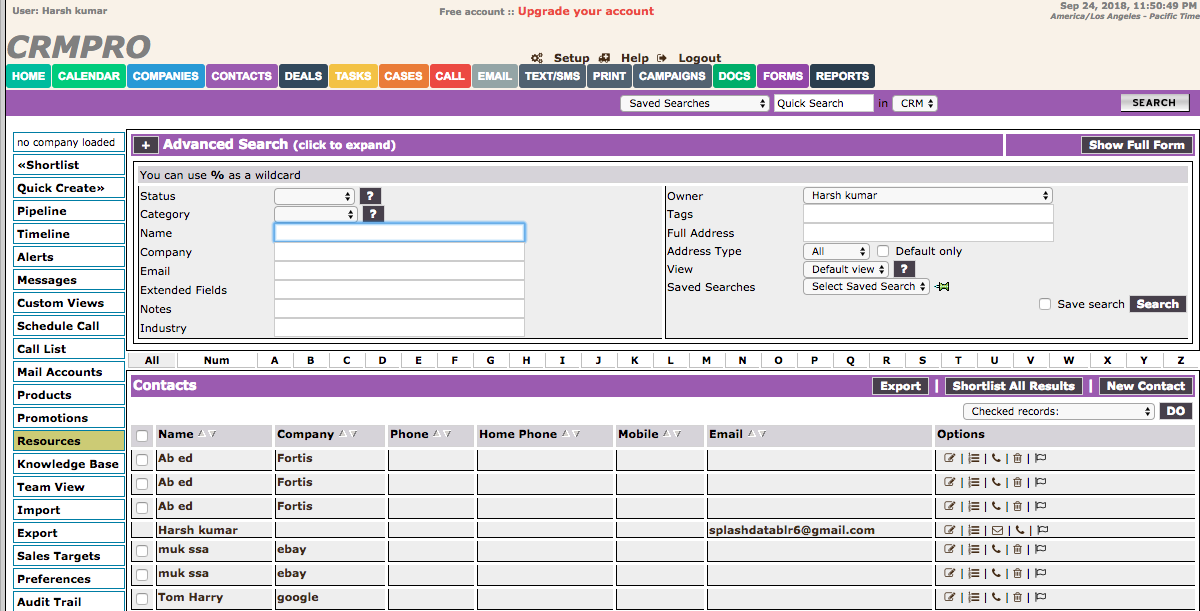 User: Harsh kumar
Free account :: Upgrade your account
Sep 24, 2018, 11:50:49 PM
America/Los Angeles - Pacific Time
CRMPRO
Setup Help Logout
HOME CALENDAR COMPANIES CONTACTS DEALS TASKS CASES CALL EMAIL TEXT/SMS PRINT CAMPAIGNS DOCS FORMS REPORTS
Saved Searches Quick Search in CRM SEARCH
no company loaded
«Shortlist
Quick Create»
Pipeline
Timeline
Alerts
Messages
Custom Views
Schedule Call
Call List
Mail Accounts
Products
Promotions
Resources
Knowledge Base
Team View
Import
Export
Sales Targets
Preferences
Audit Trail
+ Advanced Search (click to expand) Show Full Form
You can use % as a wildcard
Status ?
Category ?
Name
Company
Email
Extended Fields
Notes
Industry
Owner Harsh kumar
Tags
Full Address
Address Type All Default only
View Default view ?
Saved Searches Select Saved Search
Save search Search
All Num A B C D E F G H I J K L M N O P Q R S T U V W X Y Z
Contacts Export | Shortlist All Results | New Contact
Checked records: DO
Name Company Phone Home Phone Mobile Email Options
Ab ed Fortis
Ab ed Fortis
Ab ed Fortis
Harsh kumar splashdatablr6@gmail.com
muk ssa ebay
muk ssa ebay
Tom Harry google